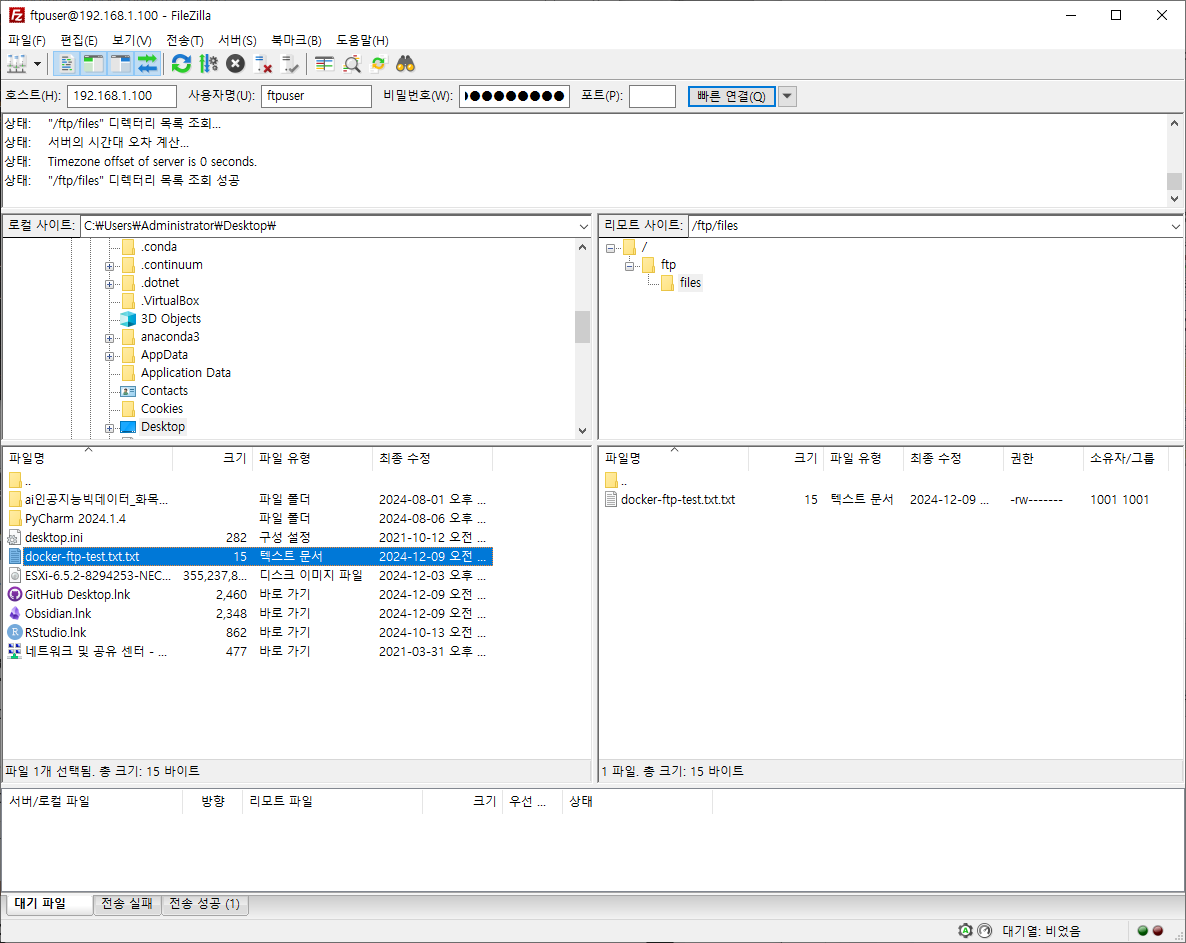 ftpuser@192.168.1.100 - FileZilla
파일(F) 편집(E) 보기(V) 전송(T) 서버(S) 북마크(B) 도움말(H)
호스트(H): 192.168.1.100 사용자명(U): ftpuser 비밀번호(W): ●●●●●●●● 포트(P): 빠른 연결(Q)
상태: "/ftp/files" 디렉터리 목록 조회...
상태: 서버의 시간대 오차 계산...
상태: Timezone offset of server is 0 seconds.
상태: "/ftp/files" 디렉터리 목록 조회 성공
로컬 사이트: C:₩Users₩Administrator₩Desktop₩
.conda
.continuum
.dotnet
.VirtualBox
3D Objects
anaconda3
AppData
Application Data
Contacts
Cookies
Desktop
리모트 사이트: /ftp/files
/
ftp
files
파일명 크기 파일 유형 최종 수정
..
ai인공지능빅데이터_화목... 파일 폴더 2024-08-01 오후 ...
PyCharm 2024.1.4 파일 폴더 2024-08-06 오후 ...
desktop.ini 282 구성 설정 2021-10-12 오전 ...
docker-ftp-test.txt.txt 15 텍스트 문서 2024-12-09 오전 ...
ESXi-6.5.2-8294253-NEC... 355,237,8... 디스크 이미지 파일 2024-12-03 오후 ...
GitHub Desktop.lnk 2,460 바로 가기 2024-12-09 오전 ...
Obsidian.lnk 2,348 바로 가기 2024-12-09 오전 ...
RStudio.lnk 862 바로 가기 2024-10-13 오전 ...
네트워크 및 공유 센터 - ... 477 바로 가기 2021-03-31 오후 ...
파일 1개 선택됨. 총 크기: 15 바이트
파일명 크기 파일 유형 최종 수정 권한 소유자/그룹
..
docker-ftp-test.txt.txt 15 텍스트 문서 2024-12-09 ... -rw------- 1001 1001
1 파일. 총 크기: 15 바이트
서버/로컬 파일 방향 리모트 파일 크기 우선 ... 상태
대기 파일 전송 실패 전송 성공 (1)
대기열: 비었음